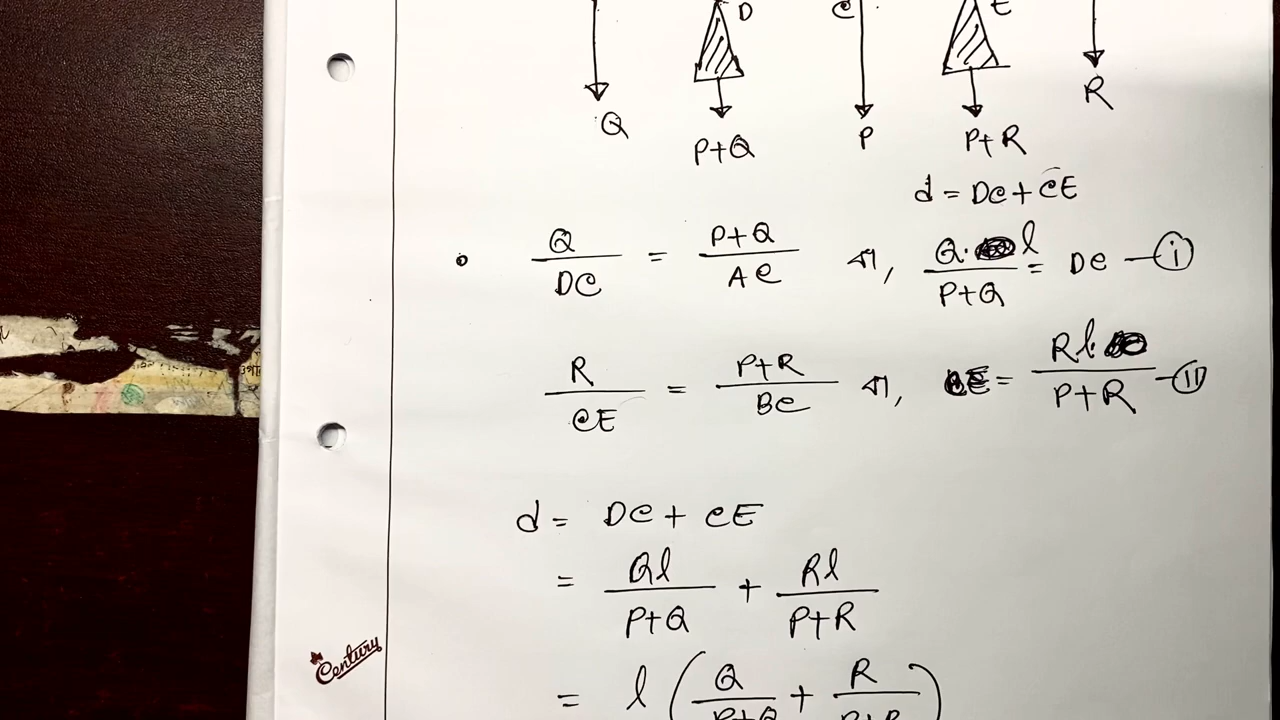 D C E
Q P+Q P P+R R
d = DC + CE
Q/DC = P+Q/AC বা, Q.l/P+Q = DC —(i)
R/CE = P+R/BC বা, CE = Rl/P+R —(ii)
d = DC + CE
= Ql/P+Q + Rl/P+R
= l(Q/P+Q + R/P+R)
Century